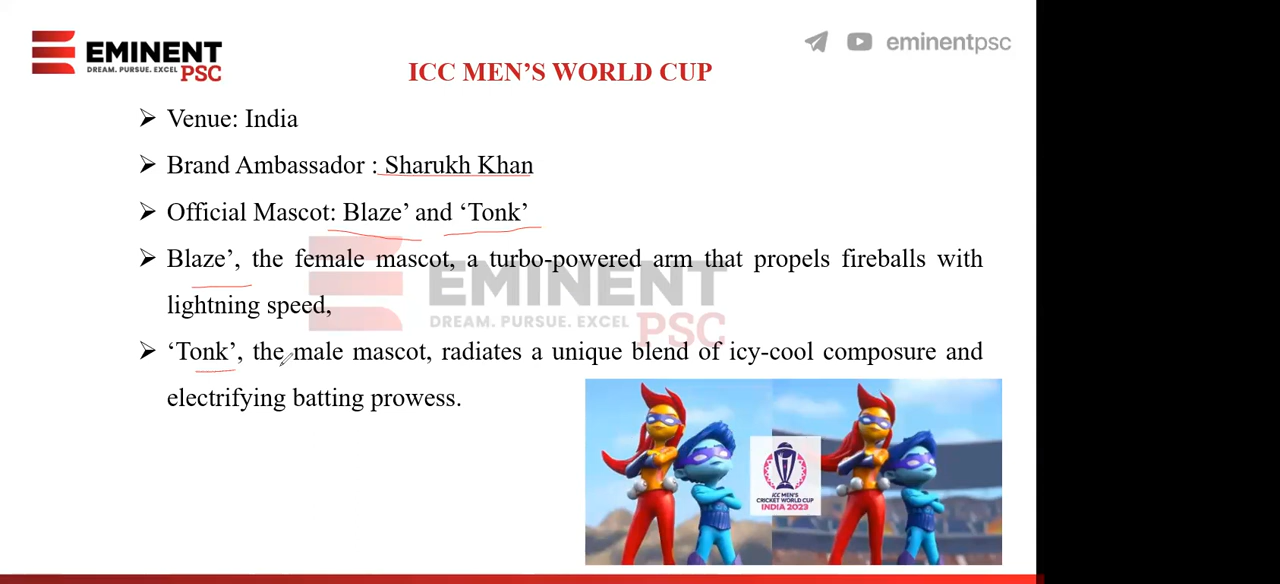 EMINENT
DREAM. PURSUE. EXCEL PSC
eminentpsc
ICC MEN’S WORLD CUP
➢ Venue: India
➢ Brand Ambassador : Sharukh Khan
➢ Official Mascot: Blaze’ and ‘Tonk’
➢ Blaze’, the female mascot, a turbo-powered arm that propels fireballs with
lightning speed,
EMINENT
DREAM. PURSUE. EXCEL PSC
➢ ‘Tonk’, the male mascot, radiates a unique blend of icy-cool composure and
electrifying batting prowess.
ICC MEN'S
CRICKET WORLD CUP
INDIA 2023